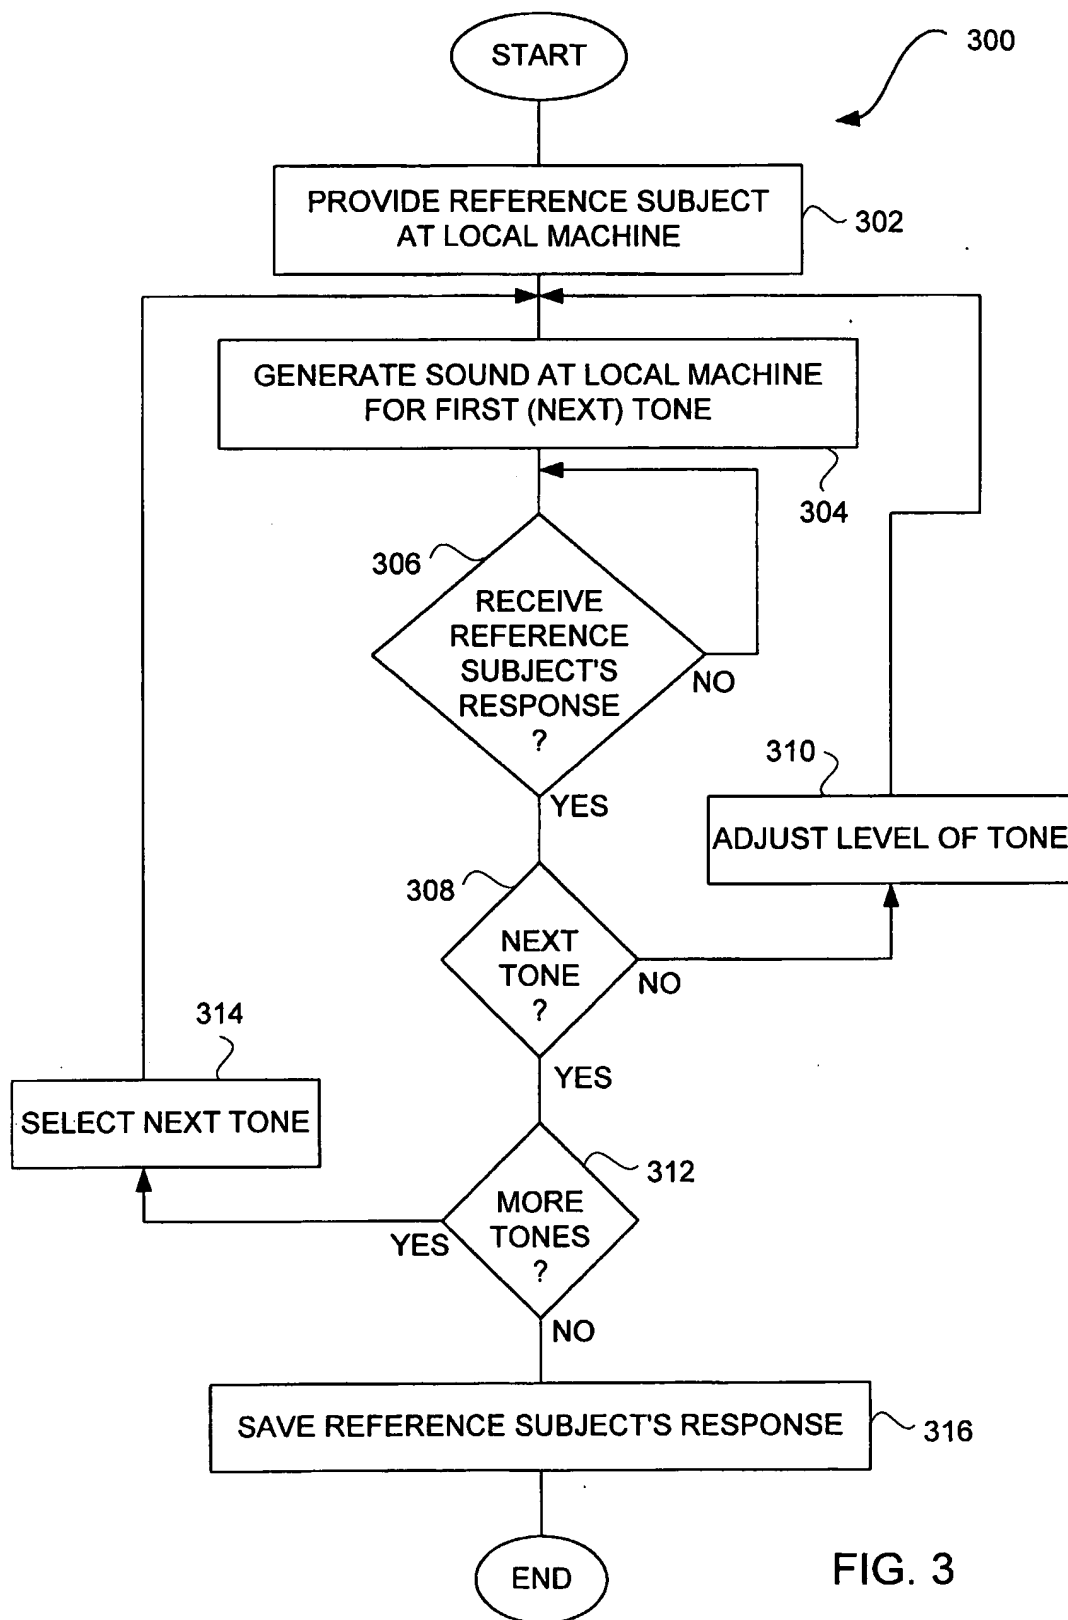 START
300
PROVIDE REFERENCE SUBJECT
AT LOCAL MACHINE
302
GENERATE SOUND AT LOCAL MACHINE
FOR FIRST (NEXT) TONE
304
306
RECEIVE
REFERENCE
SUBJECT'S
RESPONSE
?
NO
YES
310
ADJUST LEVEL OF TONE
308
NEXT
TONE
?
NO
YES
314
SELECT NEXT TONE
312
MORE
TONES
?
YES
NO
SAVE REFERENCE SUBJECT'S RESPONSE
316
END
FIG. 3